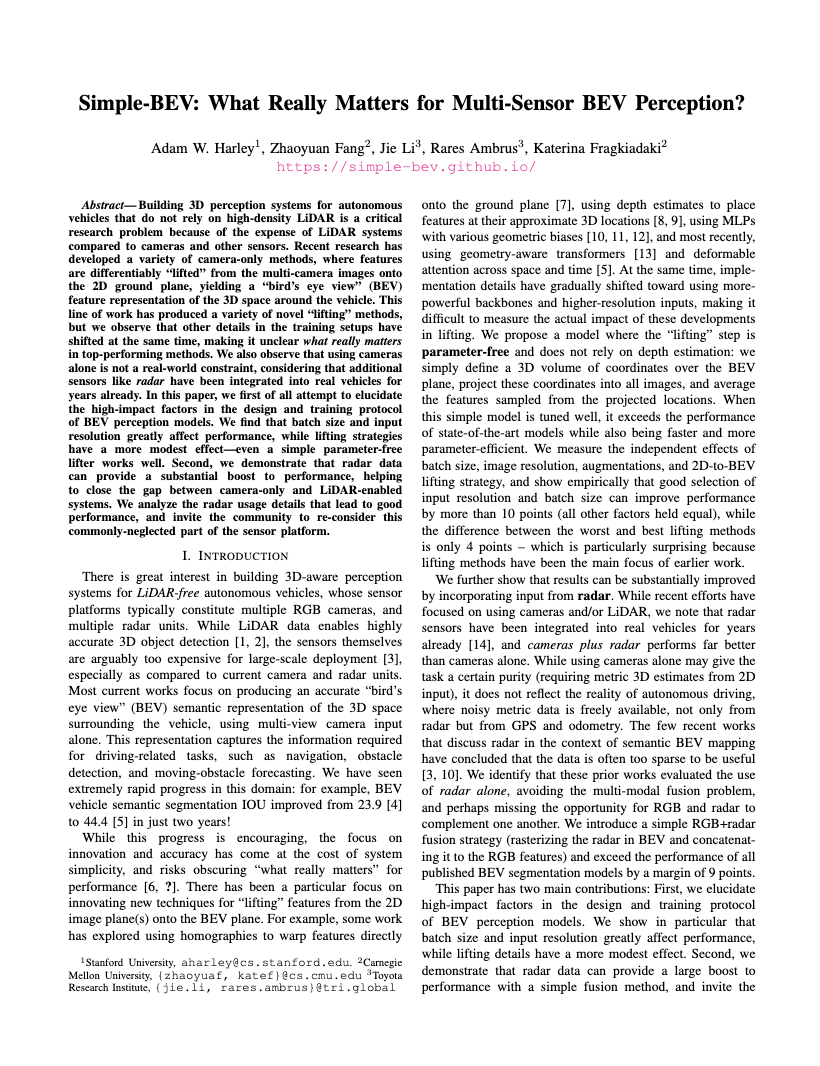 Simple-BEV: What Really Matters for Multi-Sensor BEV Perception?
Adam W. Harley1, Zhaoyuan Fang2, Jie Li3, Rares Ambrus3, Katerina Fragkiadaki2
https://simple-bev.github.io/
Abstract— Building 3D perception systems for autonomous
vehicles that do not rely on high-density LiDAR is a critical
research problem because of the expense of LiDAR systems
compared to cameras and other sensors. Recent research has
developed a variety of camera-only methods, where features
are differentiably “lifted” from the multi-camera images onto
the 2D ground plane, yielding a “bird’s eye view” (BEV)
feature representation of the 3D space around the vehicle. This
line of work has produced a variety of novel “lifting” methods,
but we observe that other details in the training setups have
shifted at the same time, making it unclear what really matters
in top-performing methods. We also observe that using cameras
alone is not a real-world constraint, considering that additional
sensors like radar have been integrated into real vehicles for
years already. In this paper, we first of all attempt to elucidate
the high-impact factors in the design and training protocol
of BEV perception models. We find that batch size and input
resolution greatly affect performance, while lifting strategies
have a more modest effect—even a simple parameter-free
lifter works well. Second, we demonstrate that radar data
can provide a substantial boost to performance, helping
to close the gap between camera-only and LiDAR-enabled
systems. We analyze the radar usage details that lead to good
performance, and invite the community to re-consider this
commonly-neglected part of the sensor platform.
I. INTRODUCTION
There is great interest in building 3D-aware perception
systems for LiDAR-free autonomous vehicles, whose sensor
platforms typically constitute multiple RGB cameras, and
multiple radar units. While LiDAR data enables highly
accurate 3D object detection [1, 2], the sensors themselves
are arguably too expensive for large-scale deployment [3],
especially as compared to current camera and radar units.
Most current works focus on producing an accurate “bird’s
eye view” (BEV) semantic representation of the 3D space
surrounding the vehicle, using multi-view camera input
alone. This representation captures the information required
for driving-related tasks, such as navigation, obstacle
detection, and moving-obstacle forecasting. We have seen
extremely rapid progress in this domain: for example, BEV
vehicle semantic segmentation IOU improved from 23.9 [4]
to 44.4 [5] in just two years!
While this progress is encouraging, the focus on
innovation and accuracy has come at the cost of system
simplicity, and risks obscuring “what really matters” for
performance [6, ?]. There has been a particular focus on
innovating new techniques for “lifting” features from the 2D
image plane(s) onto the BEV plane. For example, some work
has explored using homographies to warp features directly
1Stanford University, aharley@cs.stanford.edu. 2Carnegie
Mellon University, {zhaoyuaf, katef}@cs.cmu.edu 3Toyota
Research Institute, {jie.li, rares.ambrus}@tri.global
onto the ground plane [7], using depth estimates to place
features at their approximate 3D locations [8, 9], using MLPs
with various geometric biases [10, 11, 12], and most recently,
using geometry-aware transformers [13] and deformable
attention across space and time [5]. At the same time, imple-
mentation details have gradually shifted toward using more-
powerful backbones and higher-resolution inputs, making it
difficult to measure the actual impact of these developments
in lifting. We propose a model where the “lifting” step is
parameter-free and does not rely on depth estimation: we
simply define a 3D volume of coordinates over the BEV
plane, project these coordinates into all images, and average
the features sampled from the projected locations. When
this simple model is tuned well, it exceeds the performance
of state-of-the-art models while also being faster and more
parameter-efficient. We measure the independent effects of
batch size, image resolution, augmentations, and 2D-to-BEV
lifting strategy, and show empirically that good selection of
input resolution and batch size can improve performance
by more than 10 points (all other factors held equal), while
the difference between the worst and best lifting methods
is only 4 points – which is particularly surprising because
lifting methods have been the main focus of earlier work.
We further show that results can be substantially improved
by incorporating input from radar. While recent efforts have
focused on using cameras and/or LiDAR, we note that radar
sensors have been integrated into real vehicles for years
already [14], and cameras plus radar performs far better
than cameras alone. While using cameras alone may give the
task a certain purity (requiring metric 3D estimates from 2D
input), it does not reflect the reality of autonomous driving,
where noisy metric data is freely available, not only from
radar but from GPS and odometry. The few recent works
that discuss radar in the context of semantic BEV mapping
have concluded that the data is often too sparse to be useful
[3, 10]. We identify that these prior works evaluated the use
of radar alone, avoiding the multi-modal fusion problem,
and perhaps missing the opportunity for RGB and radar to
complement one another. We introduce a simple RGB+radar
fusion strategy (rasterizing the radar in BEV and concatenat-
ing it to the RGB features) and exceed the performance of all
published BEV segmentation models by a margin of 9 points.
This paper has two main contributions: First, we elucidate
high-impact factors in the design and training protocol
of BEV perception models. We show in particular that
batch size and input resolution greatly affect performance,
while lifting details have a more modest effect. Second, we
demonstrate that radar data can provide a large boost to
performance with a simple fusion method, and invite the